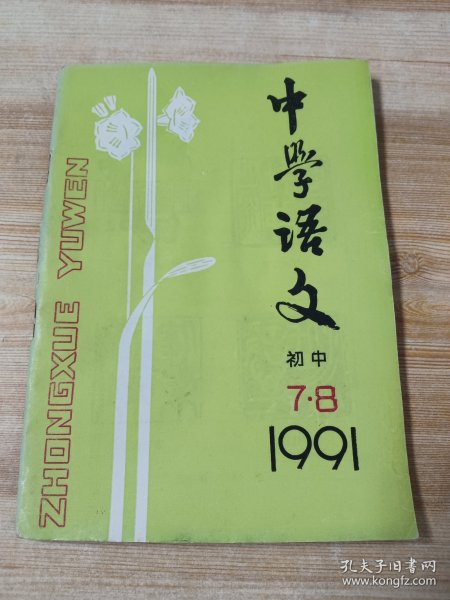 中學语文
初中
7·8
1991
ZHONGXUE YUWEN
孔夫子旧书网
www.kongfz.com